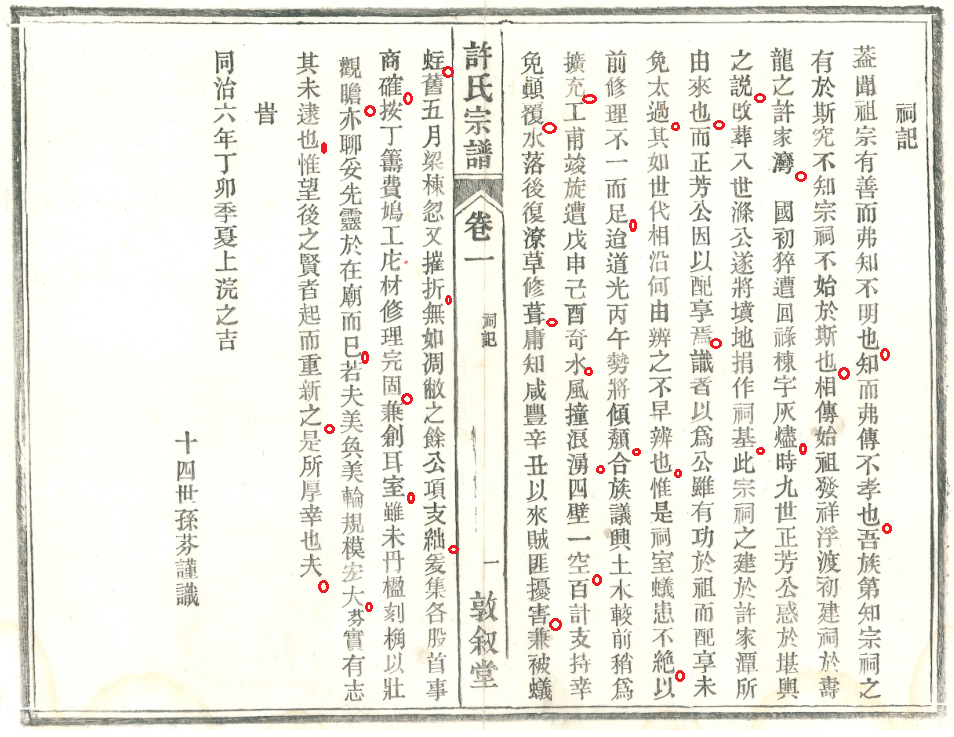 祠記
葢聞祖宗有善而弗知不明也知而弗傳不孝也吾族第知宗祠之
有於斯究不知宗祠不始於斯也相傳始祖發祥浮渡初建祠於壽
龍之許家灣 國初猝遭回祿棟宇灰燼時九世正芳公惑於堪輿
之説改葬入世滌公遂將墳地捐作祠基此宗祠之建於許家潭所
由來也而正芳公因以配享焉識者以爲公雖有功於祖而配享未
免太過其如世代相沿何由辨之不早辨也惟是祠室蟻患不絶以
前修理不一而足迨道光丙午勢將傾頽合族議興土木較前稍爲
擴充工甫竣旋遭戊申己酉奇水風撞浪湧四壁一空百計支持幸
免顛覆水落後復潦草修葺庸知咸豐辛丑以來賊匪擾害兼被蟻
許氏宗譜 卷一 祠記 一 敦叙堂
蛀舊五月梁棟忽又摧折無如凋敝之餘公項支絀爰集各股首事
商確按丁籌費鳩工庀材修理完固兼創耳室雖未丹楹刻桷以壯
觀瞻亦聊妥先靈於在廟而已若夫美奐美輪規模宏大芬實有志
其未逮也惟望後之賢者起而重新之是所厚幸也夫
旹
同治六年丁卯季夏上浣之吉
十四世孫芬謹識